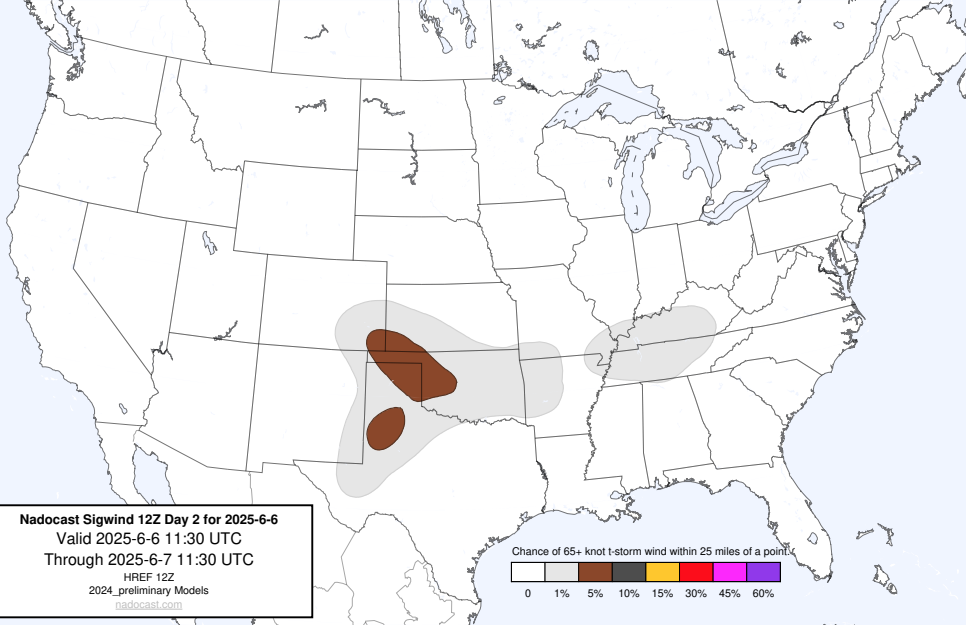 Nadocast Sigwind 12Z Day 2 for 2025-6-6
Valid 2025-6-6 11:30 UTC
Through 2025-6-7 11:30 UTC
HREF 12Z
2024_preliminary Models
nadocast.com
Chance of 65+ knot t-storm wind within 25 miles of a point.
0 1% 5% 10% 15% 30% 45% 60%